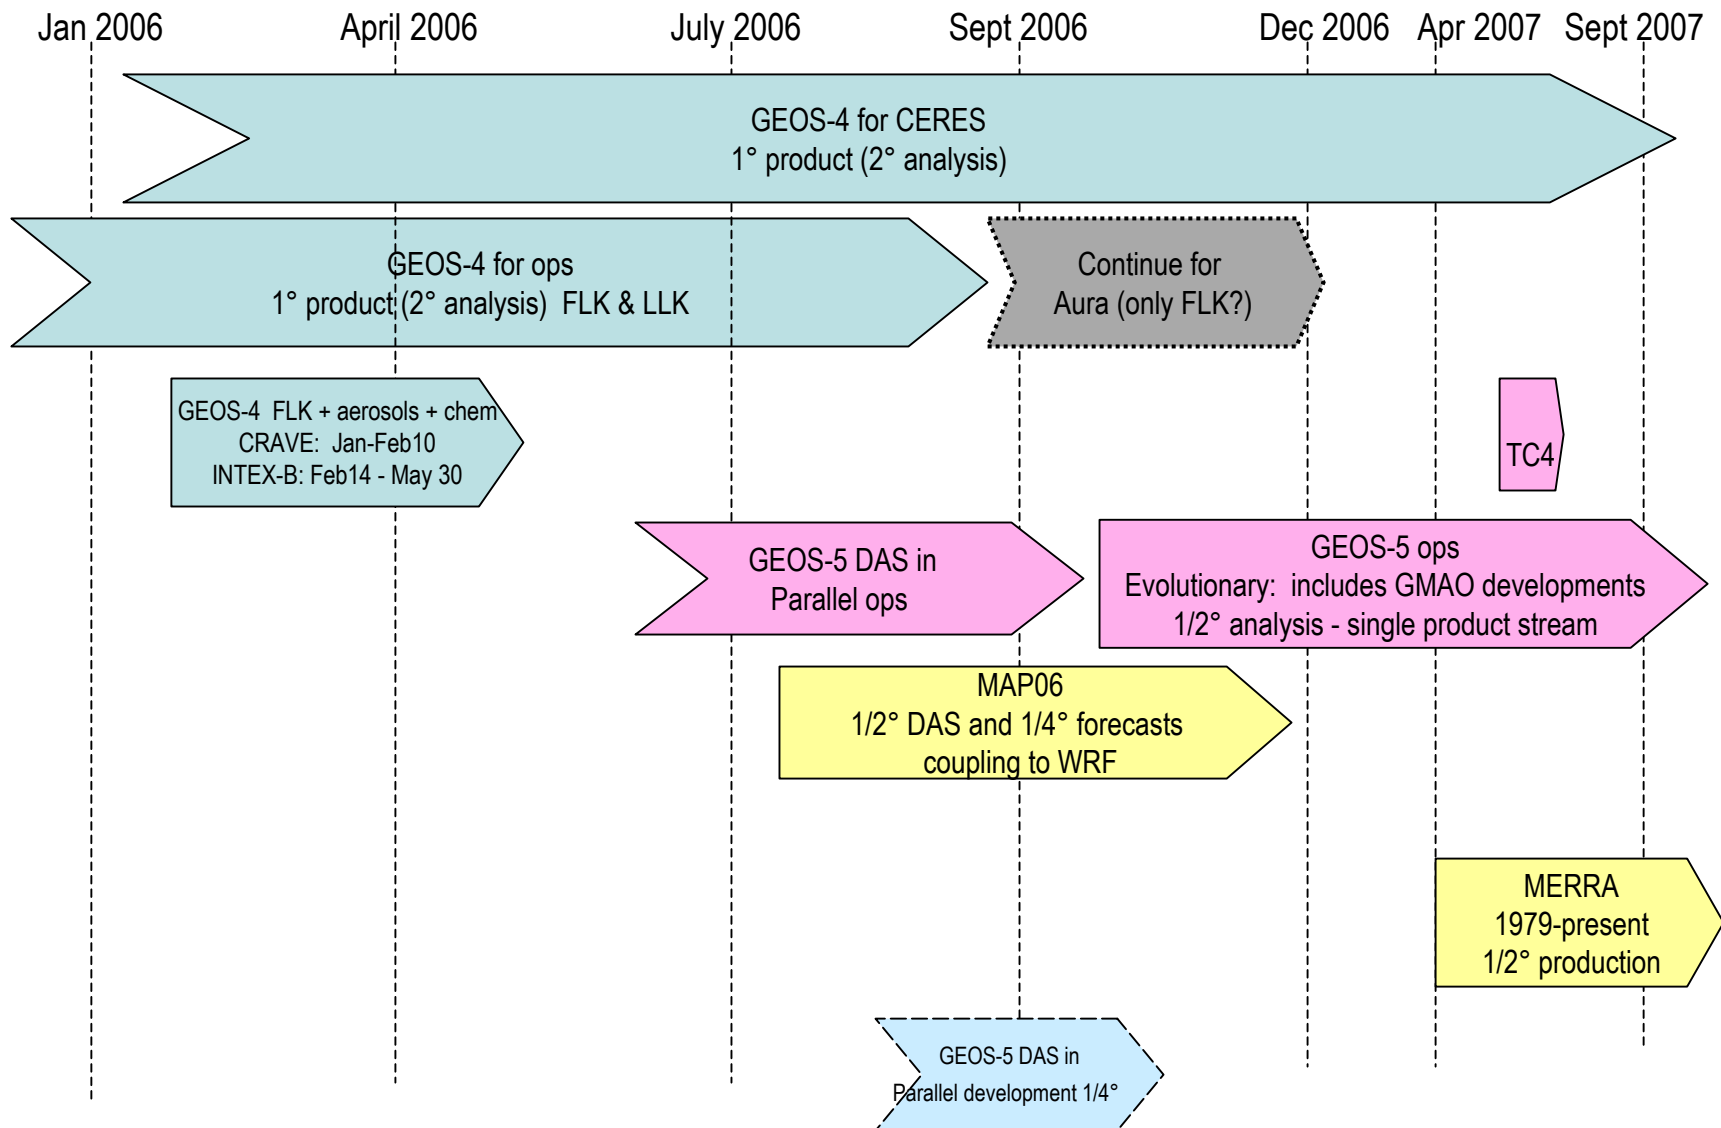 Jan 2006
April 2006
July 2006
Sept 2006
Dec 2006
Apr 2007
Sept 2007
GEOS-4 for CERES
1° product (2° analysis)
GEOS-4 for ops
1° product (2° analysis)  FLK & LLK
Continue for
Aura (only FLK?)
GEOS-4  FLK + aerosols + chem
CRAVE:  Jan-Feb10
INTEX-B: Feb14 - May 30
TC4
GEOS-5 DAS in
Parallel ops
GEOS-5 ops
Evolutionary:  includes GMAO developments
1/2° analysis - single product stream
MAP06
1/2° DAS and 1/4° forecasts
coupling to WRF
MERRA
1979-present
1/2° production
GEOS-5 DAS in
Parallel development 1/4°